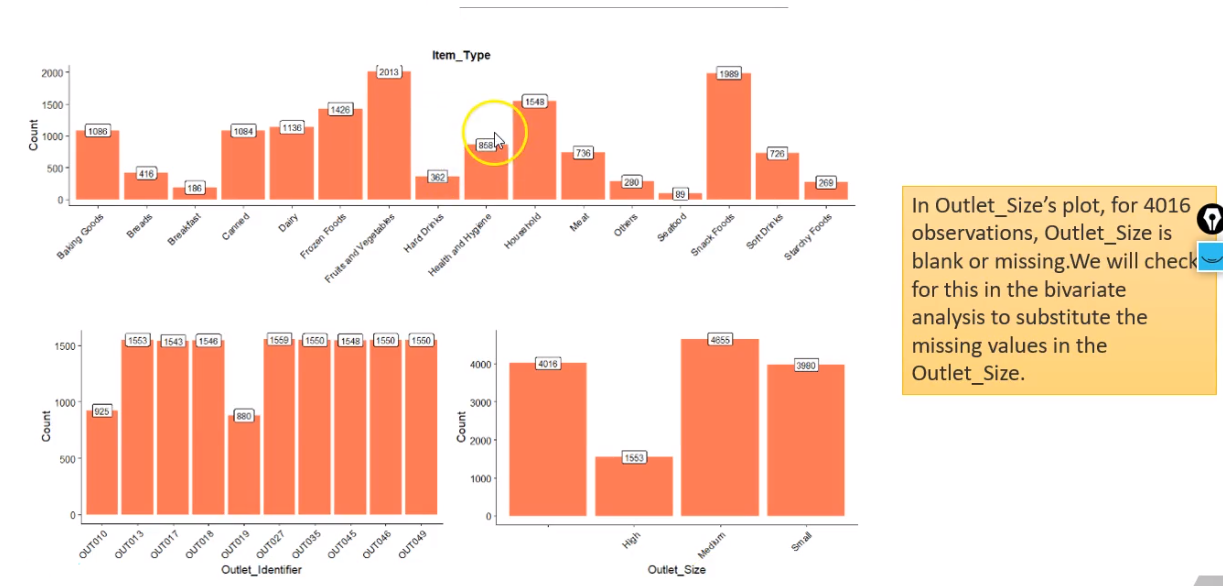 Item_Type
2000
1500
1000
500
0
Count
1086
416
186
1084
1136
1426
2013
362
858
1548
736
280
89
1989
726
269
Baking Goods
Breads
Breakfast
Canned
Dairy
Frozen Foods
Fruits and Vegetables
Hard Drinks
Health and Hygiene
Household
Meat
Others
Seafood
Snack Foods
Soft Drinks
Starchy Foods
In Outlet_Size's plot, for 4016
observations, Outlet_Size is
blank or missing.We will check
for this in the bivariate
analysis to substitute the
missing values in the
Outlet_Size.
1500
1000
500
0
Count
925
1553
1543
1546
880
1559
1550
1548
1550
1550
OUT010
OUT013
OUT017
OUT018
OUT019
OUT027
OUT035
OUT045
OUT046
OUT049
Outlet_Identifier
4000
3000
2000
1000
0
Count
4016
1553
4655
3980
High
Medium
Small
Outlet_Size